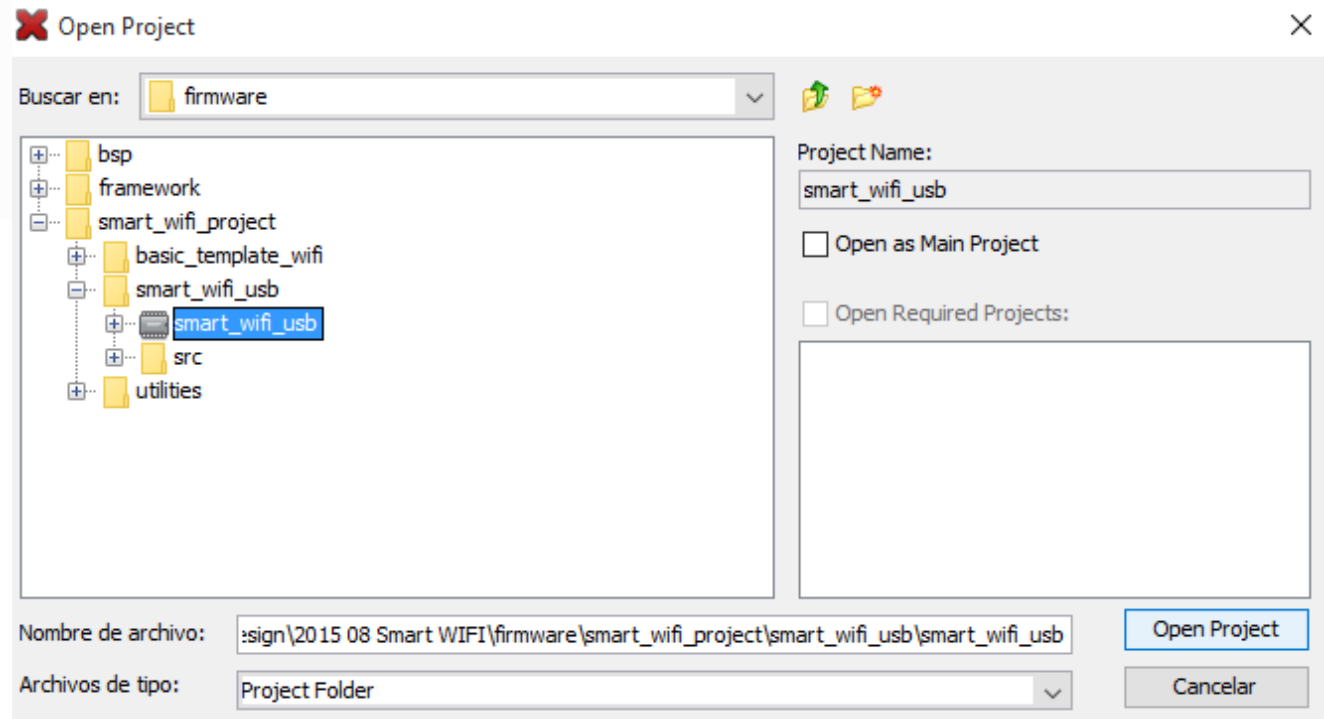 Open Project
Buscar en: firmware
bsp
framework
smart_wifi_project
basic_template_wifi
smart_wifi_usb
smart_wifi_usb
src
utilities
Project Name:
smart_wifi_usb
Open as Main Project
Open Required Projects:
Nombre de archivo: esign\2015 08 Smart WIFI\firmware\smart_wifi_project\smart_wifi_usb\smart_wifi_usb
Open Project
Archivos de tipo: Project Folder
Cancelar